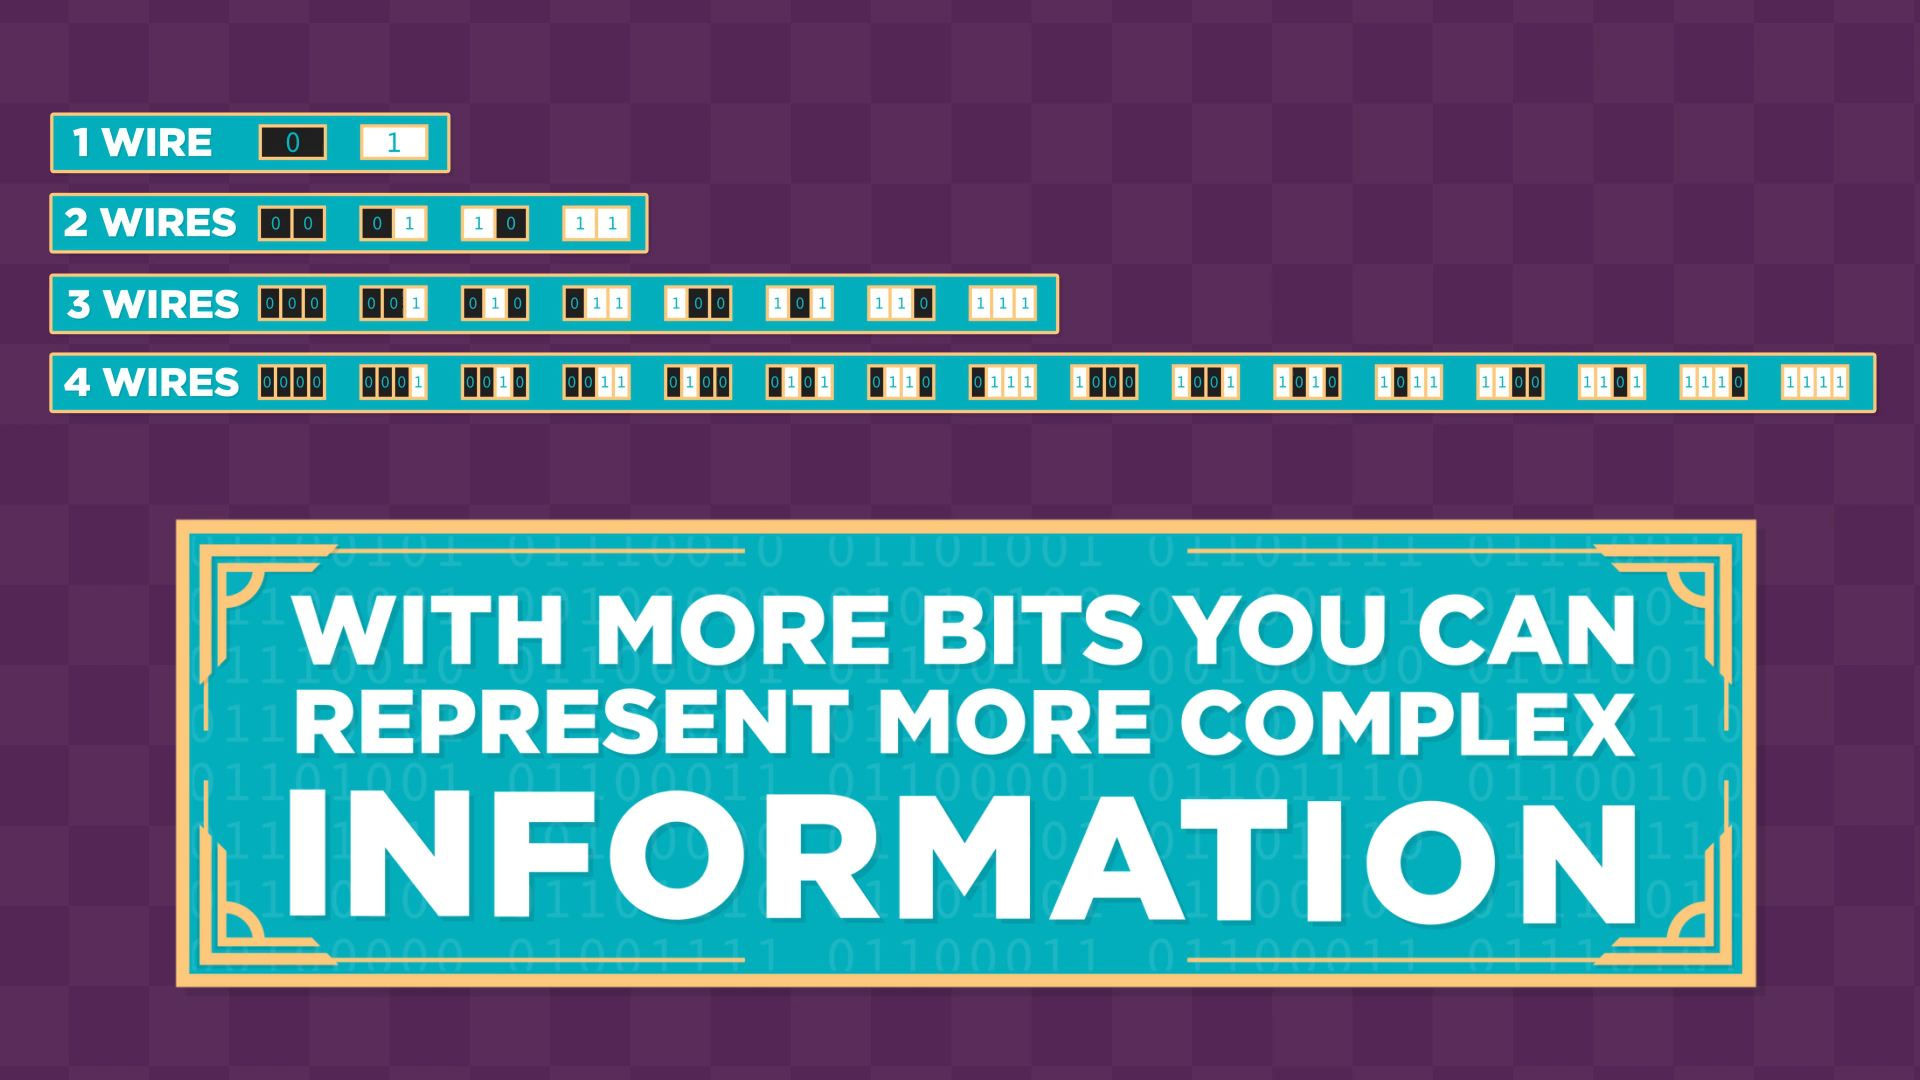 1 WIRE 0 1
2 WIRES 00 01 10 11
3 WIRES 000 001 010 011 100 101 110 111
4 WIRES 0000 0001 0010 0011 0100 0101 0110 0111 1000 1001 1010 1011 1100 1101 1110 1111
WITH MORE BITS YOU CAN
REPRESENT MORE COMPLEX
INFORMATION